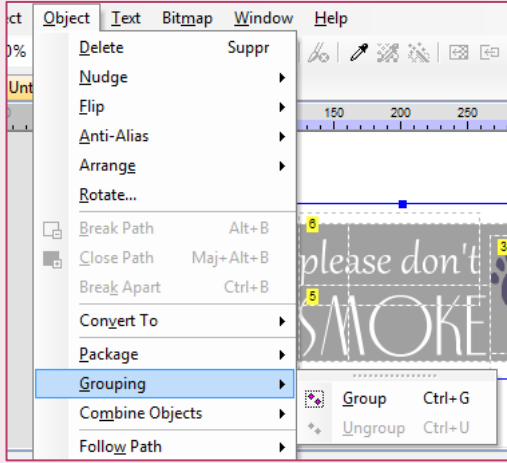 ect Object Text Bitmap Window Help
0% Delete Suppr
Nudge
Unt
Flip
150 200 250
Anti-Alias
Arrange
Rotate...
Break Path Alt+B
6
Close Path Maj+Alt+B
please don't
3
Break Apart Ctrl+B
5
Convert To
SMOKE
Package
Grouping
Group Ctrl+G
Combine Objects
Ungroup Ctrl+U
Follow Path